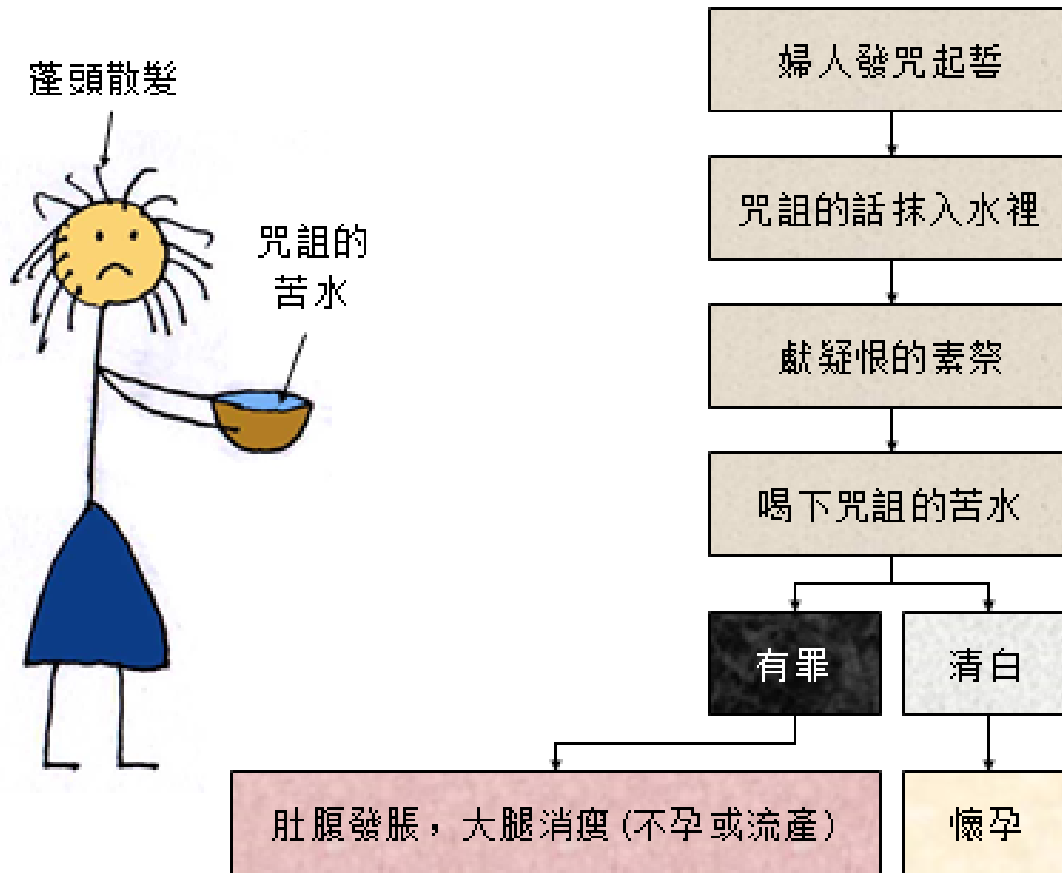 蓬頭散髮
咒詛的
苦水
婦人發咒起誓
咒詛的話抹入水裡
獻疑恨的素祭
喝下咒詛的苦水
有罪
清白
肚腹發脹，大腿消瘦(不孕或流產)
懷孕